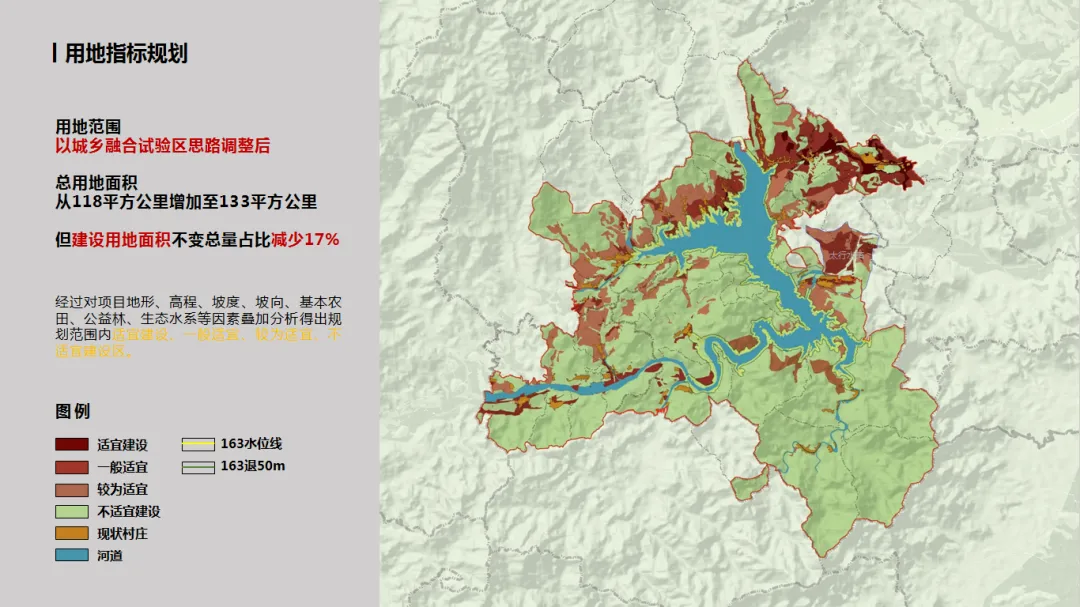 用地指标规划
用地范围
以城乡融合试验区思路调整后
总用地面积
从118平方公里增加至133平方公里
但建设用地面积不变总量占比减少17%
经过对项目地形、高程、坡度、坡向、基本农
田、公益林、生态水系等因素叠加分析得出规
划范围内适宜建设、一般适宜、较为适宜、不
适宜建设区。
图例
适宜建设
163水位线
一般适宜
163退50m
较为适宜
不适宜建设
现状村庄
河道